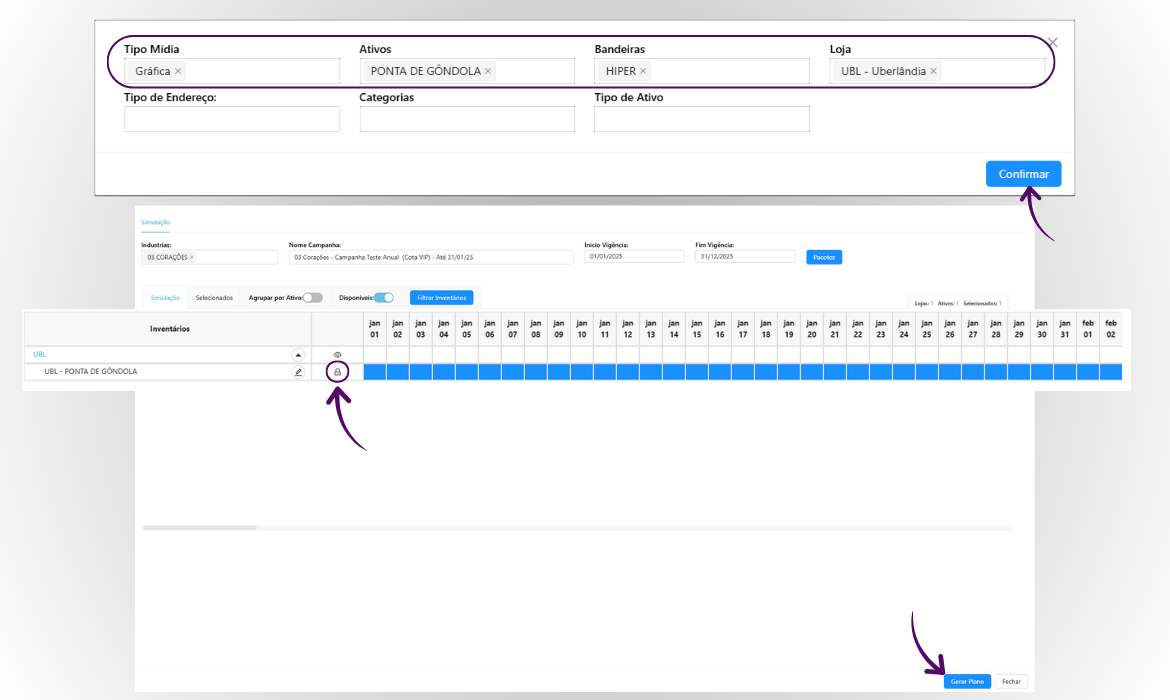 Tipo Mídia Ativos Bandeiras Loja
Gráfica × PONTA DE GÔNDOLA × HIPER × UBL - Uberlândia ×
Tipo de Endereço: Categorias Tipo de Ativo
Confirmar
Simulação
Industrias: Nome Campanha: Inicio Vigência: Fim Vigência:
03 CORAÇÕES × 03 Corações - Campanha Teste Anual (Cota VIP) - Até 31/01/25 01/01/2025 31/12/2025 Pacotes
Simulação Selecionados Agrupar por Ativo: Disponíveis: Filtrar Inventários
Lojas: 1 Ativos: 1 Selecionados: 1
Inventários jan jan jan jan jan jan jan jan jan jan jan jan jan jan jan jan jan jan jan jan jan jan jan jan jan jan jan jan jan jan jan feb feb
01 02 03 04 05 06 07 08 09 10 11 12 13 14 15 16 17 18 19 20 21 22 23 24 25 26 27 28 29 30 31 01 02
UBL
UBL - PONTA DE GÔNDOLA
Gerar Plano Fechar